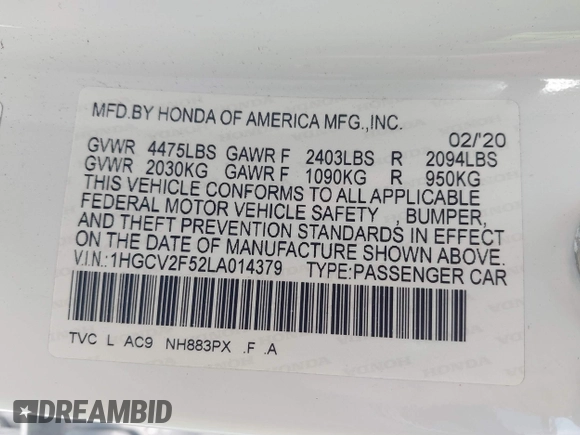 MFD.BY HONDA OF AMERICA MFG.,INC.
02/'20
GVWR 4475LBS GAWR F 2403LBS R 2094LBS
GVWR 2030KG GAWR F 1090KG R 950KG
THIS VEHICLE CONFORMS TO ALL APPLICABLE
FEDERAL MOTOR VEHICLE SAFETY , BUMPER,
AND THEFT PREVENTION STANDARDS IN EFFECT
ON THE DATE OF MANUFACTURE SHOWN ABOVE.
V.I.N.:1HGCV2F52LA014379 TYPE:PASSENGER CAR
TVC L AC9 NH883PX .F .A
DREAMBID